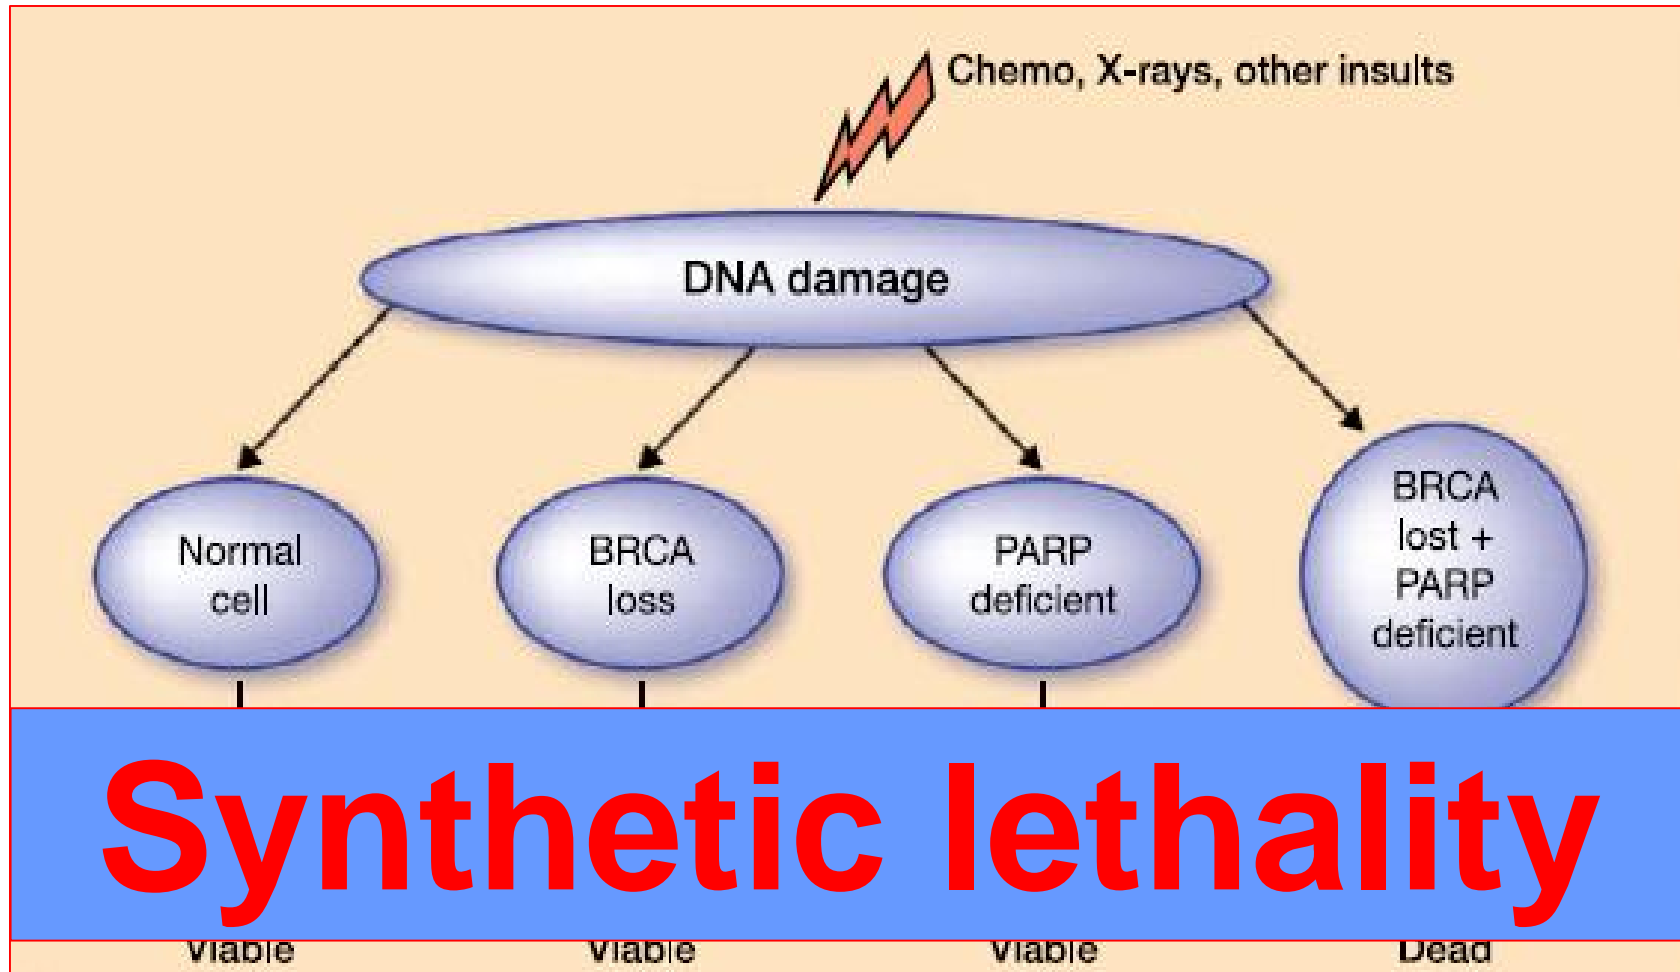 Chemo, X-rays, other insults
DNA damage
Normal
cell
BRCA
loss
PARP
deficient
BRCA
lost +
PARP
deficient
Synthetic lethality
Viable
Viable
Viable
Dead